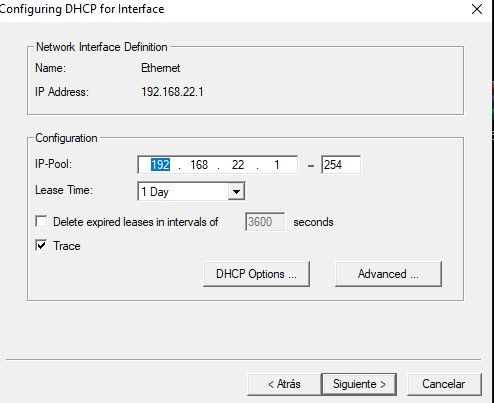 Configuring DHCP for Interface
Network Interface Definition
Name: Ethernet
IP Address: 192.168.22.1
Configuration
IP-Pool: 192 . 168 . 22 . 1 – 254
Lease Time: 1 Day
Delete expired leases in intervals of 3600 seconds
Trace
DHCP Options ... Advanced ...
< Atrás Siguiente > Cancelar